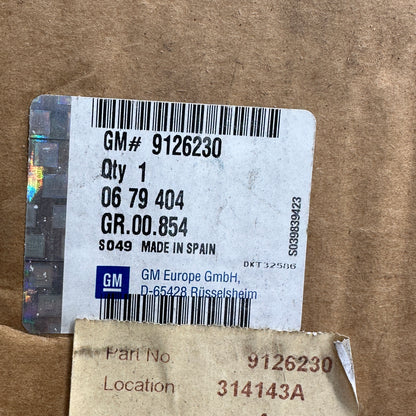 GM# 9126230
Qty 1
06 79 404
GR.00.854
S049 MADE IN SPAIN
DKT32586
S039839423
GM
GM Europe GmbH,
D-65428 Rüsselsheim
Part No. 9126230
Location 314143A